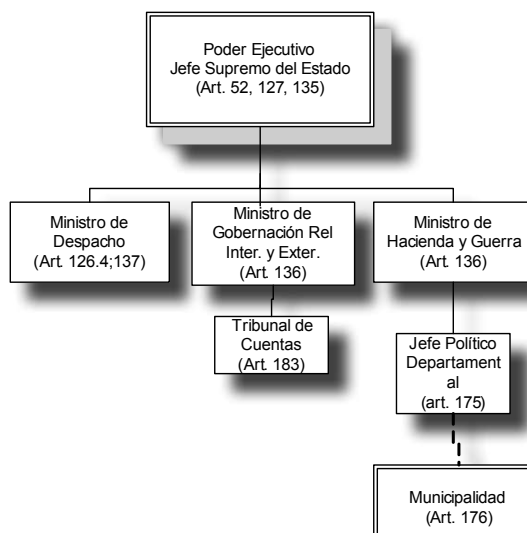 Poder Ejecutivo
Jefe Supremo del Estado
(Art. 52, 127, 135)
Ministro de
Despacho
(Art. 126.4;137)
Ministro de
Gobernación Rel
Inter. y Exter.
(Art. 136)
Ministro de
Hacienda y Guerra
(Art. 136)
Tribunal de
Cuentas
(Art. 183)
Jefe Político
Department
al
(art. 175)
Municipalidad
(Art. 176)